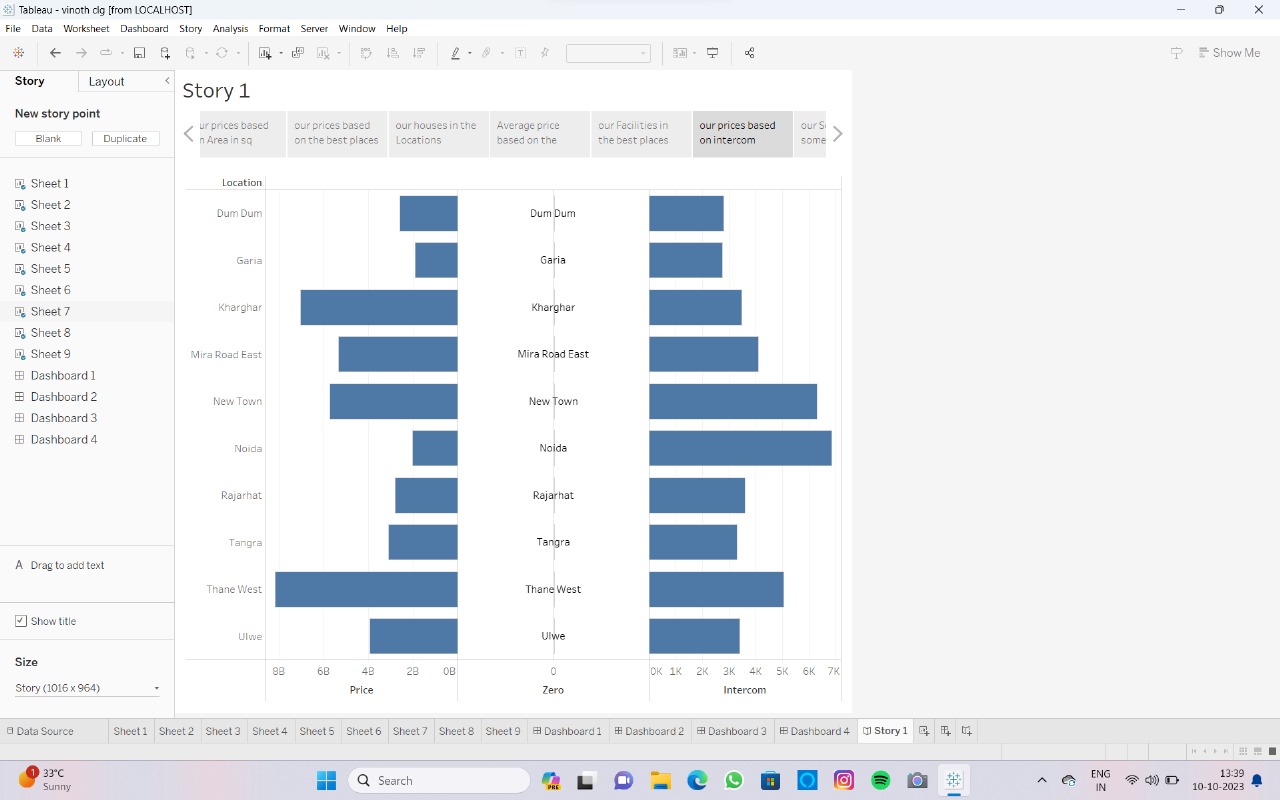 Tableau - vinoth clg [from LOCALHOST]
File Data Worksheet Dashboard Story Analysis Format Server Window Help
Show Me
Story Layout
New story point
Blank Duplicate
Sheet 1
Sheet 2
Sheet 3
Sheet 4
Sheet 5
Sheet 6
Sheet 7
Sheet 8
Sheet 9
Dashboard 1
Dashboard 2
Dashboard 3
Dashboard 4
A Drag to add text
Show title
Size
Story (1016 x 964)
Story 1
ur prices based
n Area in sq
our prices based
on the best places
our houses in the
Locations
Average price
based on the
our Facilities in
the best places
our prices based
on intercom
our S
some
Location
Dum Dum Dum Dum
Garia Garia
Kharghar Kharghar
Mira Road East Mira Road East
New Town New Town
Noida Noida
Rajarhat Rajarhat
Tangra Tangra
Thane West Thane West
Ulwe Ulwe
8B 6B 4B 2B 0B 0 0K 1K 2K 3K 4K 5K 6K 7K
Price Zero Intercom
Data Source Sheet 1 Sheet 2 Sheet 3 Sheet 4 Sheet 5 Sheet 6 Sheet 7 Sheet 8 Sheet 9 Dashboard 1 Dashboard 2 Dashboard 3 Dashboard 4 Story 1
1
33°C
Sunny
Search
PRE
ENG
IN
13:39
10-10-2023